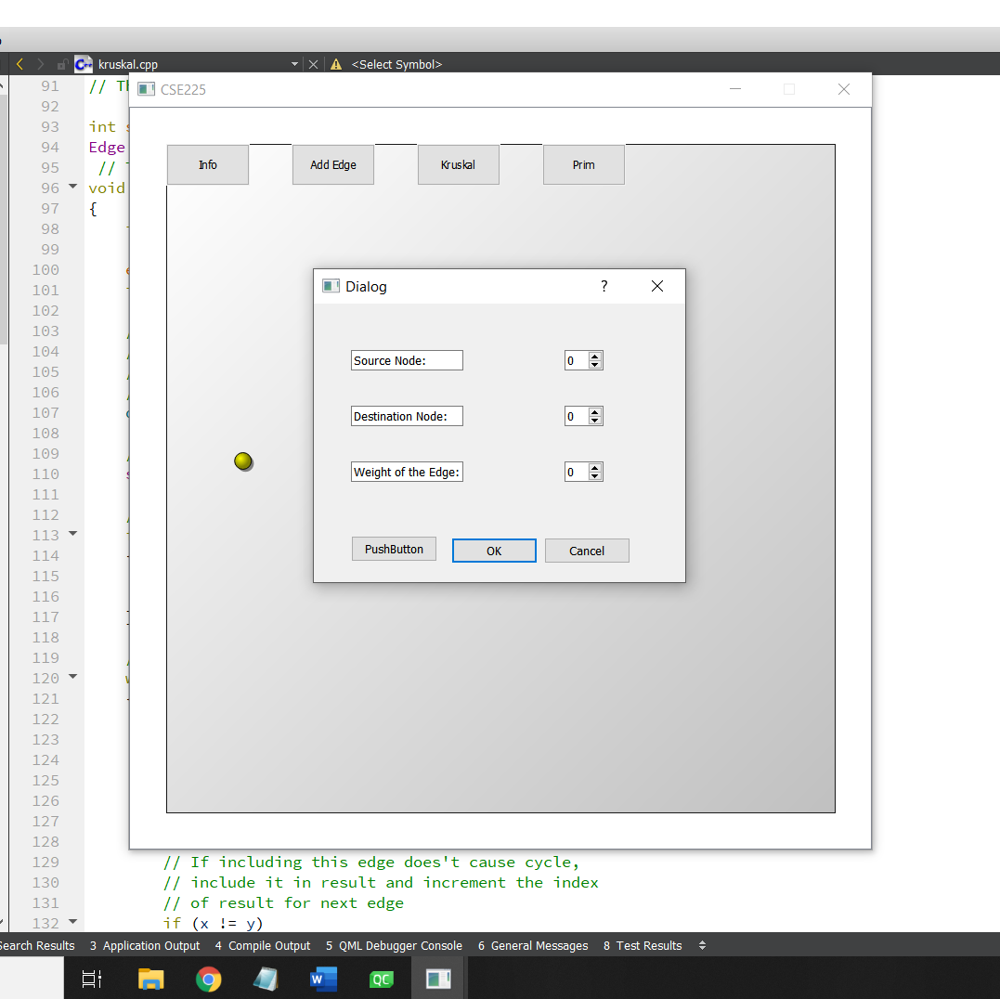 kruskal.cpp <Select Symbol>
91 //
CSE225
92
93 int
94 Edge
95 //
96 void
97 {
98
99
100
101
102
103
104
105
106
107
108
109
110
111
112
113
114
115
116
117
118
119
120
121
122
123
124
125
126
127
128
Info Add Edge Kruskal Prim
Dialog ?
Source Node: 0
Destination Node: 0
Weight of the Edge: 0
PushButton OK Cancel
129 // If including this edge does't cause cycle,
130 // include it in result and increment the index
131 // of result for next edge
132 if (x != y)
Search Results 3 Application Output 4 Compile Output 5 QML Debugger Console 6 General Messages 8 Test Results
W QC